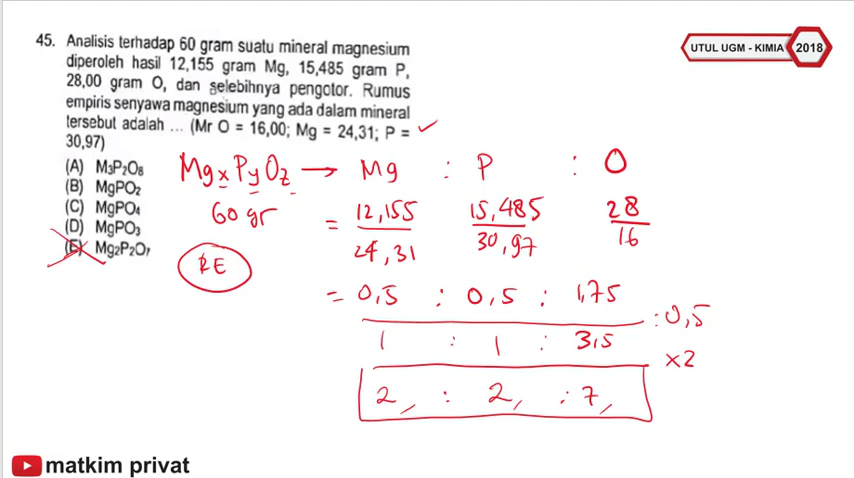 45. Analisis terhadap 60 gram suatu mineral magnesium
diperoleh hasil 12,155 gram Mg, 15,485 gram P,
28,00 gram O, dan selebihnya pengotor. Rumus
empiris senyawa magnesium yang ada dalam mineral
tersebut adalah ... (Mr O = 16,00; Mg = 24,31; P =
30,97)
(A) M₃P₂O₈
(B) MgPO₂
(C) MgPO₄
(D) MgPO₃
(E) Mg₂P₂O₇
UTUL UGM - KIMIA 2018
MgxPyOz → Mg : P : O
60 gr
= 12,155/24,31 15,485/30,97 28/16
RE
= 0,5 : 0,5 : 1,75
: 0,5
1 : 1 : 3,5
×2
2, : 2, : 7,
matkim privat